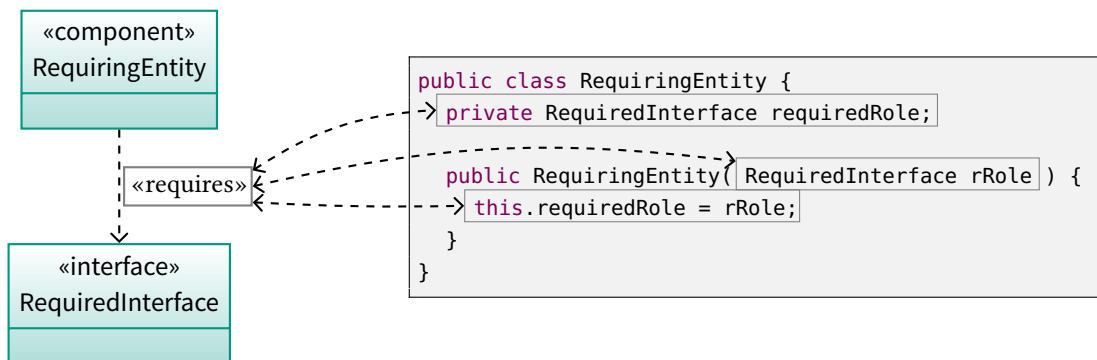 «component»
RequiringEntity
«requires»
«interface»
RequiredInterface
public class RequiringEntity {
private RequiredInterface requiredRole;
public RequiringEntity( RequiredInterface rRole ) {
this.requiredRole = rRole;
}
}